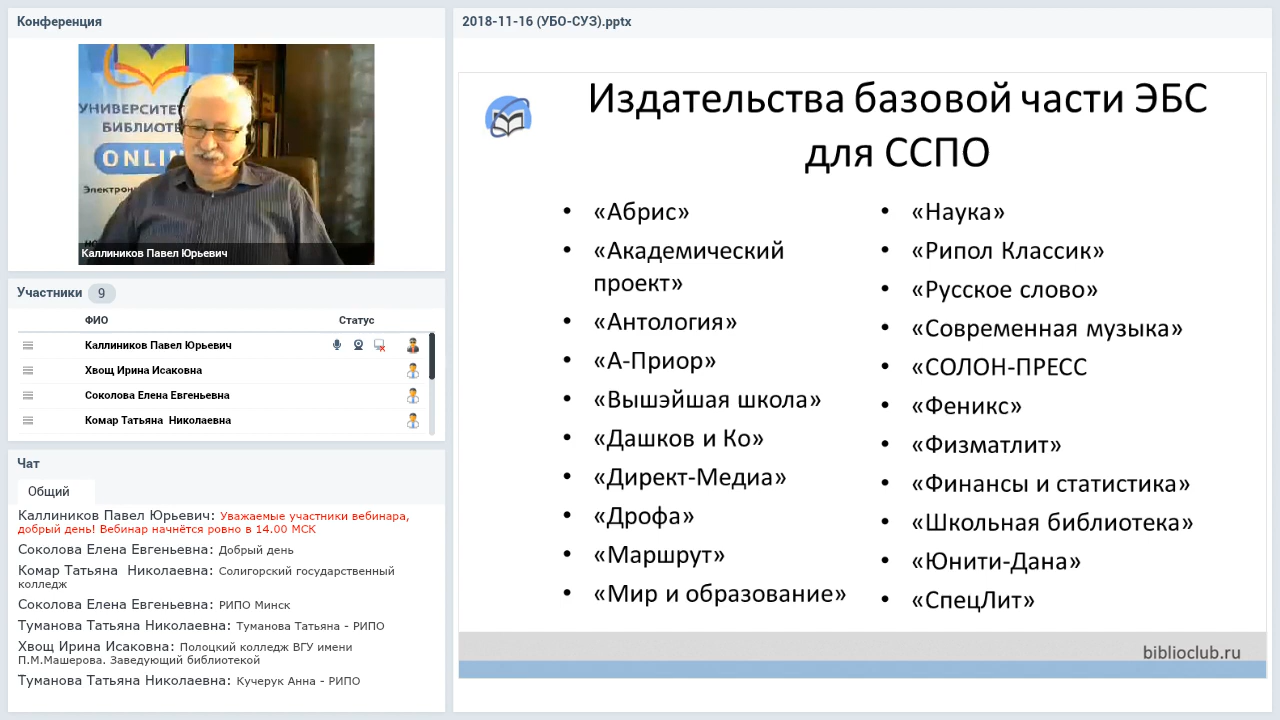 Конференция
УНИВЕРСИТЕТ
БИБЛИОТЕ
ONLIN
Электрон
Каллиников Павел Юрьевич
Участники 9
ФИО Статус
Каллиников Павел Юрьевич
Хвощ Ирина Исаковна
Соколова Елена Евгеньевна
Комар Татьяна Николаевна
Чат
Общий
Каллиников Павел Юрьевич: Уважаемые участники вебинара,
добрый день! Вебинар начнётся ровно в 14.00 МСК
Соколова Елена Евгеньевна: Добрый день
Комар Татьяна Николаевна: Солигорский государственный
колледж
Соколова Елена Евгеньевна: РИПО Минск
Туманова Татьяна Николаевна: Туманова Татьяна - РИПО
Хвощ Ирина Исаковна: Полоцкий колледж ВГУ имени
П.М.Машерова. Заведующий библиотекой
Туманова Татьяна Николаевна: Кучерук Анна - РИПО
2018-11-16 (УБО-СУЗ).pptx
Издательства базовой части ЭБС
для ССПО
• «Абрис»
• «Академический
проект»
• «Антология»
• «А-Приор»
• «Вышэйшая школа»
• «Дашков и Ко»
• «Директ-Медиа»
• «Дрофа»
• «Маршрут»
• «Мир и образование»
• «Наука»
• «Рипол Классик»
• «Русское слово»
• «Современная музыка»
• «СОЛОН-ПРЕСС
• «Феникс»
• «Физматлит»
• «Финансы и статистика»
• «Школьная библиотека»
• «Юнити-Дана»
• «СпецЛит»
biblioclub.ru